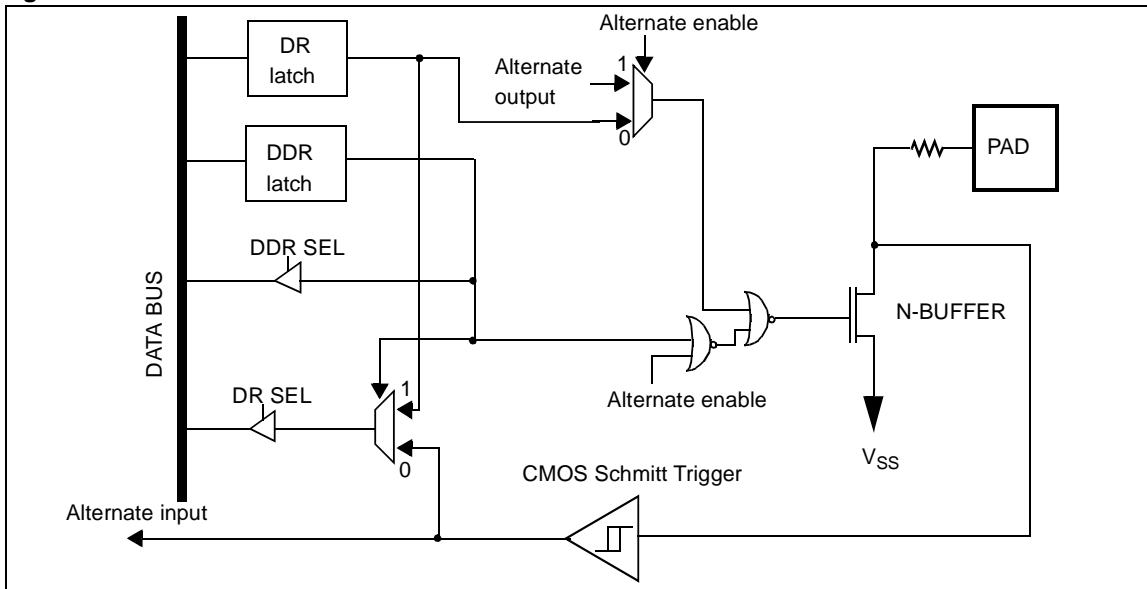 Alternate enable
DR
latch
1
Alternate
output
0
DDR
latch
PAD
DDR SEL
N-BUFFER
DATA BUS
1
DR SEL
Alternate enable
0
VSS
CMOS Schmitt Trigger
Alternate input